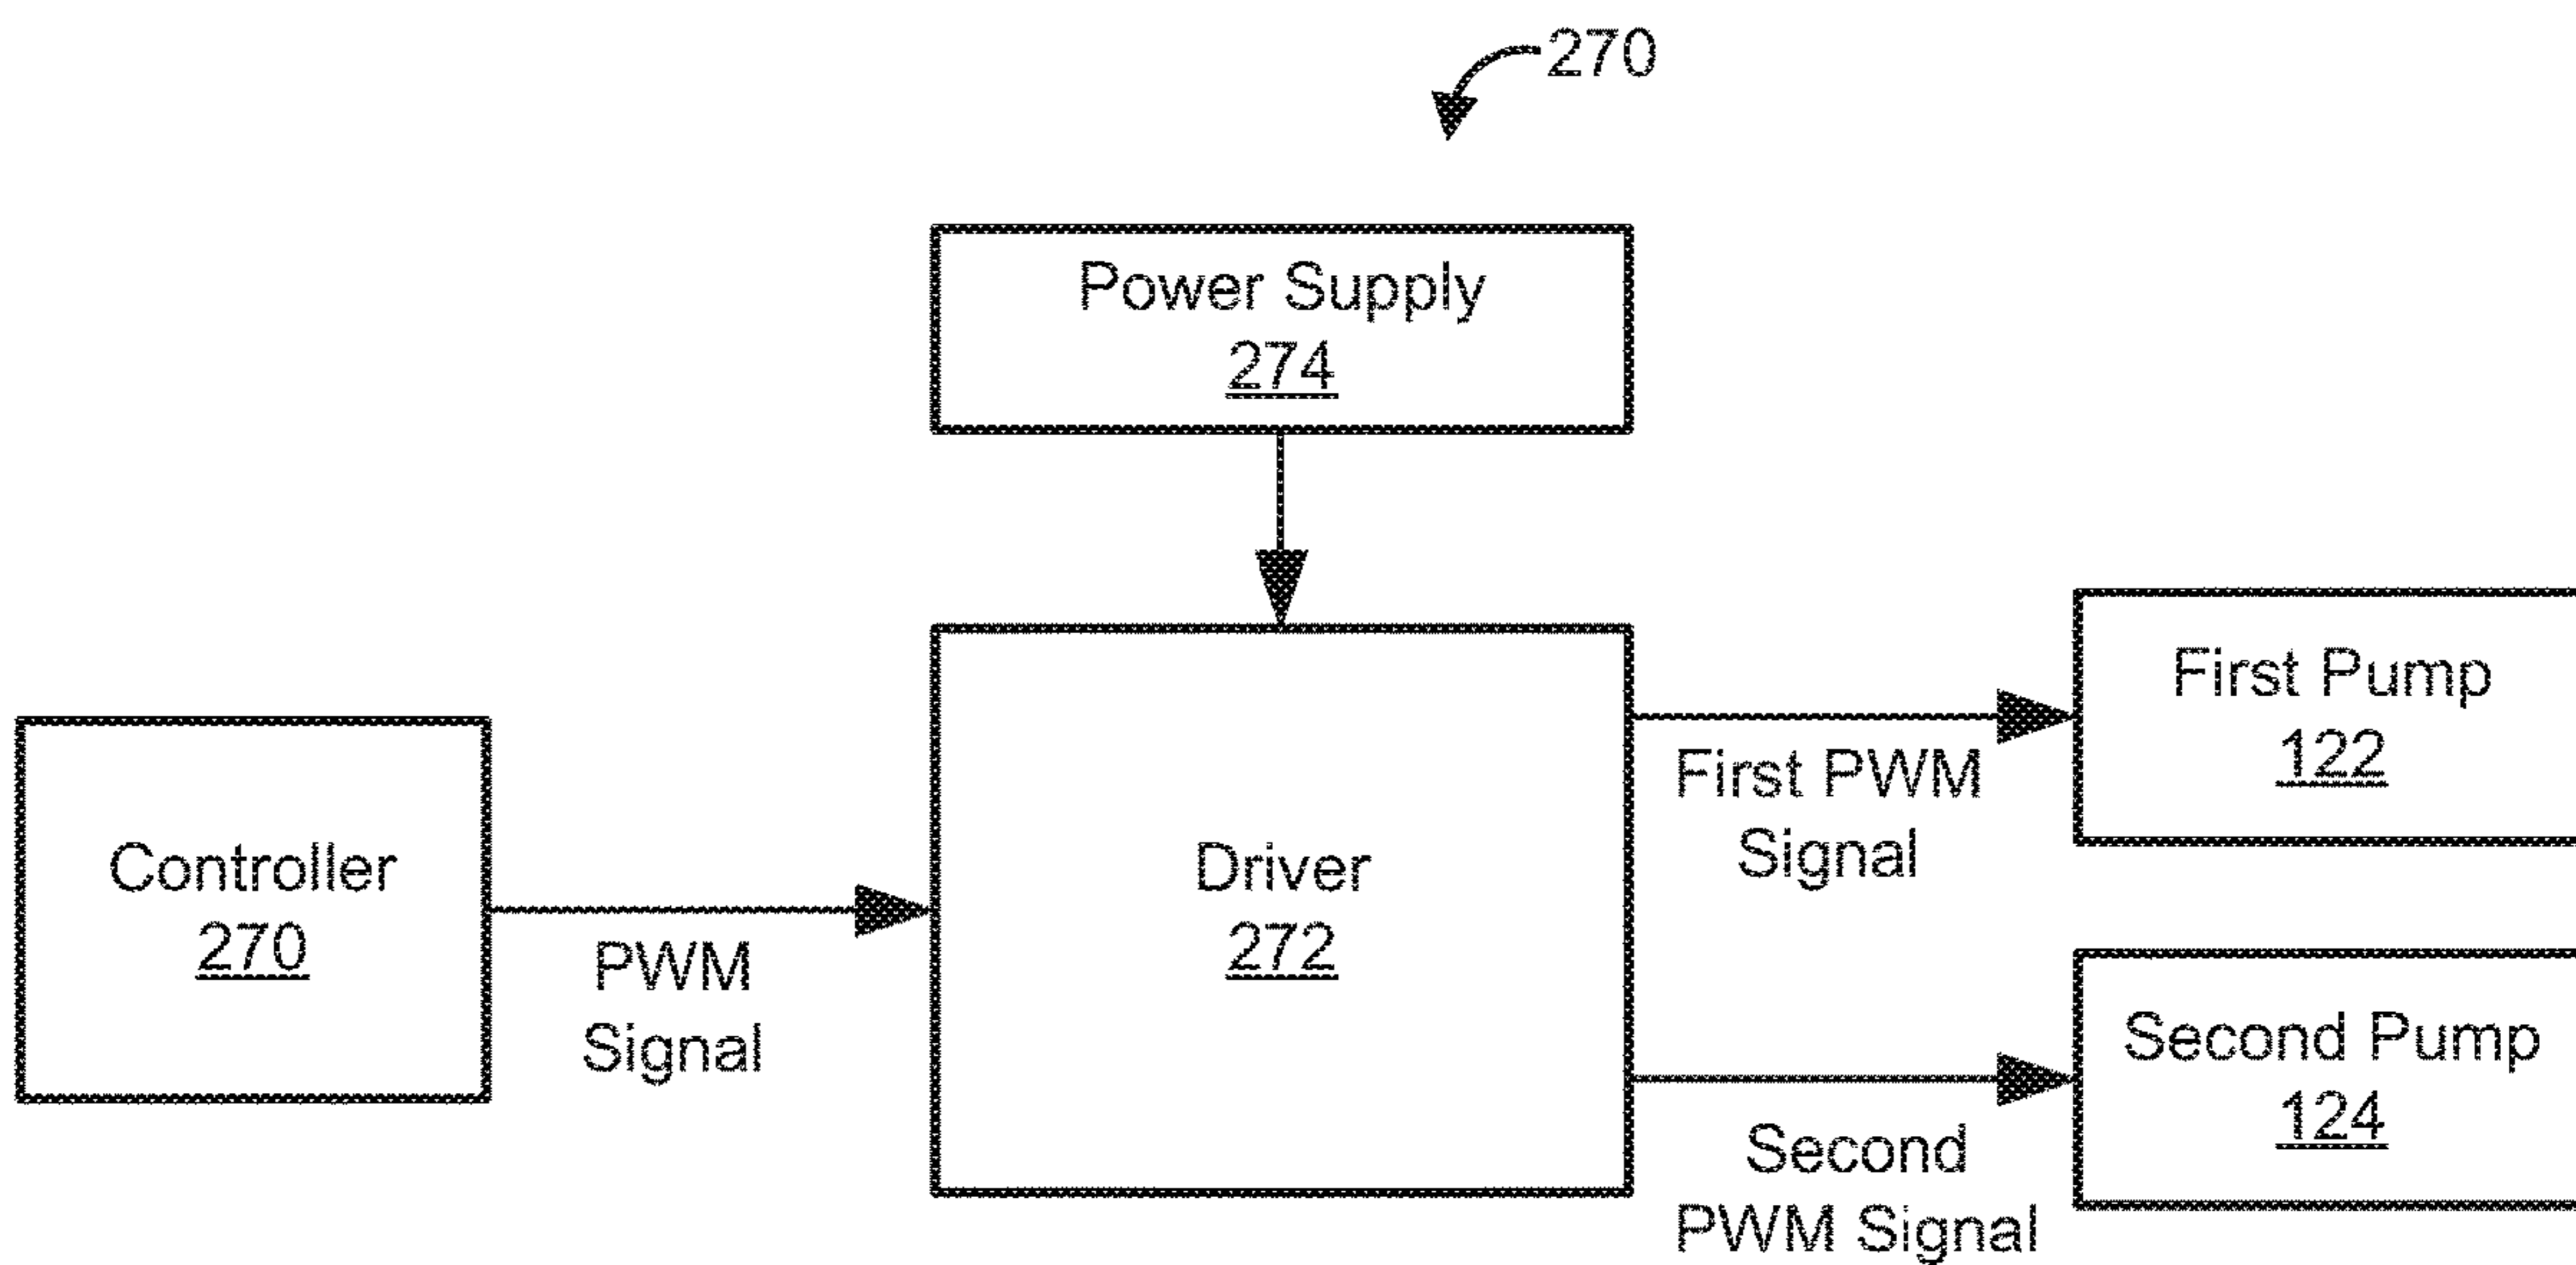 270
Power Supply
274
Controller
270
PWM
Signal
Driver
272
First PWM
Signal
Second
PWM Signal
First Pump
122
Second Pump
124